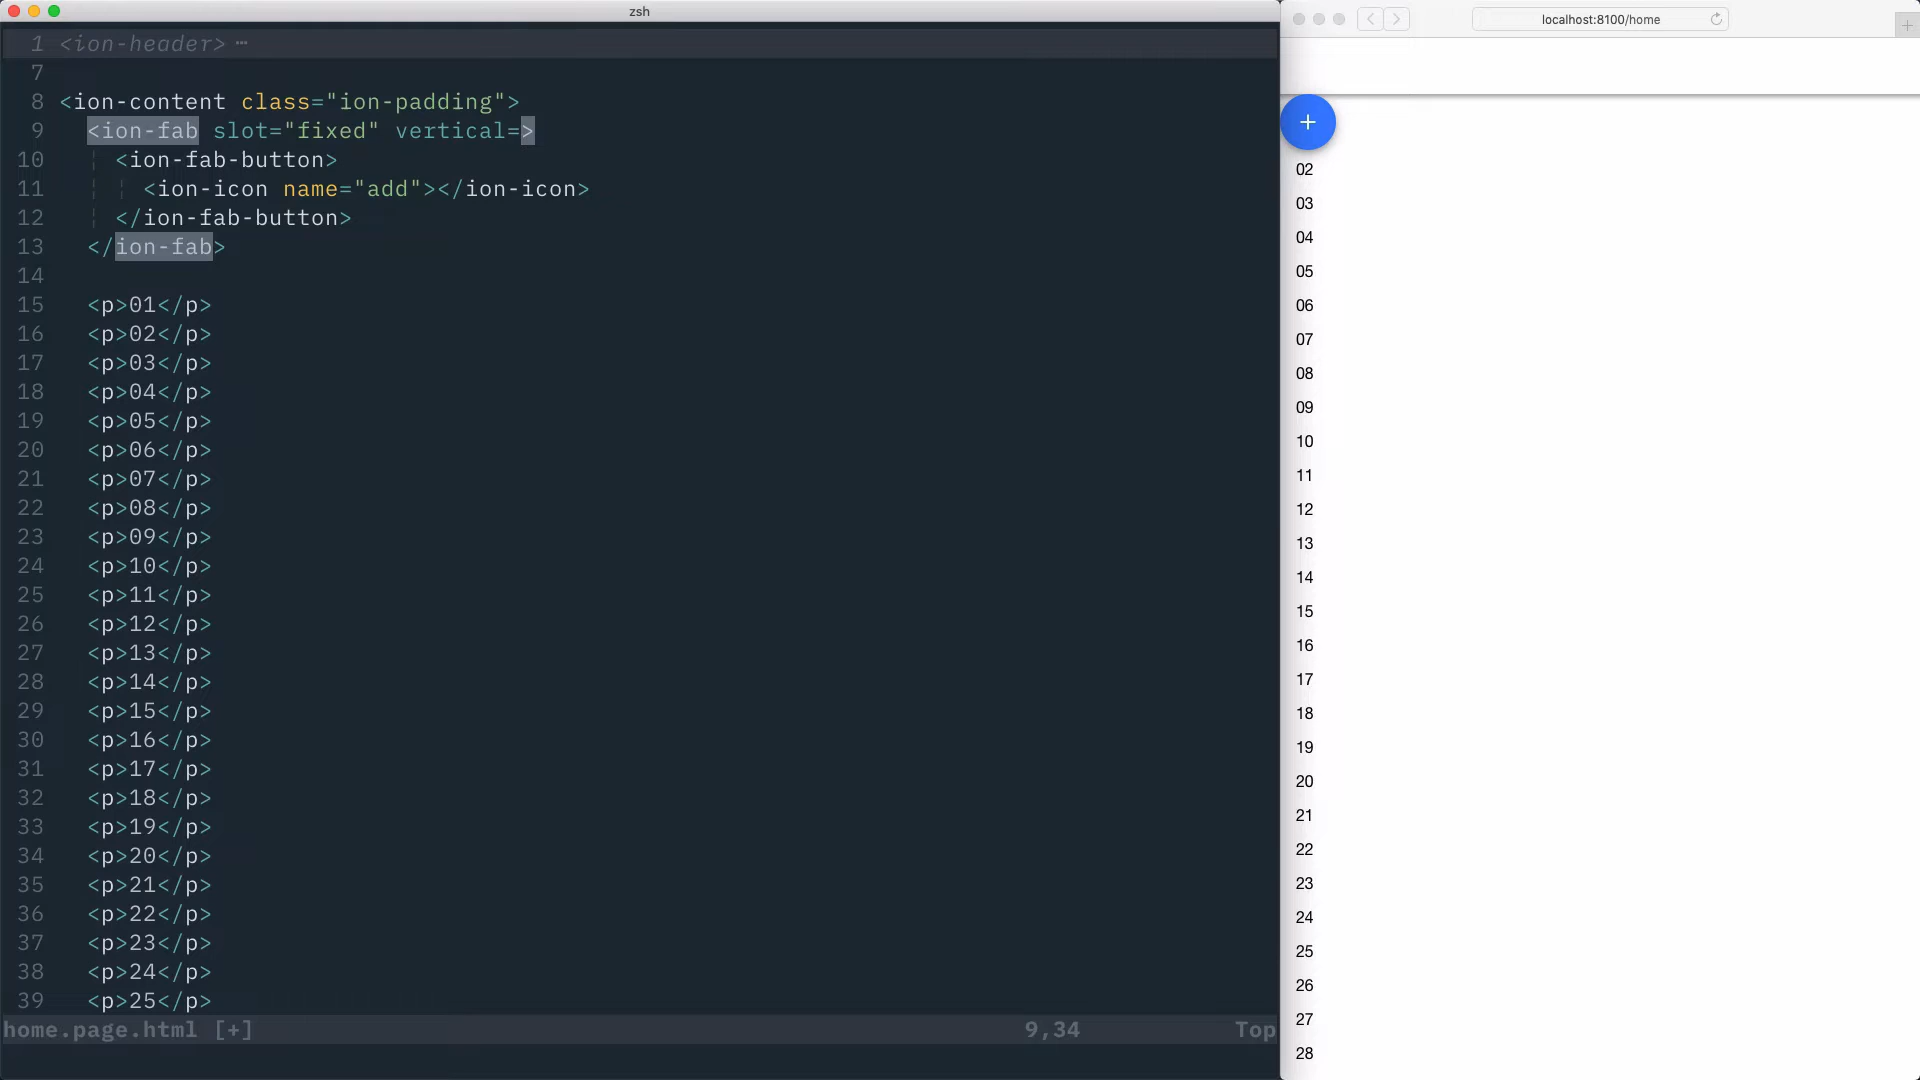 zsh
1 <ion-header> ⋯
7
8 <ion-content class="ion-padding">
9 <ion-fab slot="fixed" vertical=>
10 <ion-fab-button>
11 <ion-icon name="add"></ion-icon>
12 </ion-fab-button>
13 </ion-fab>
14
15 <p>01</p>
16 <p>02</p>
17 <p>03</p>
18 <p>04</p>
19 <p>05</p>
20 <p>06</p>
21 <p>07</p>
22 <p>08</p>
23 <p>09</p>
24 <p>10</p>
25 <p>11</p>
26 <p>12</p>
27 <p>13</p>
28 <p>14</p>
29 <p>15</p>
30 <p>16</p>
31 <p>17</p>
32 <p>18</p>
33 <p>19</p>
34 <p>20</p>
35 <p>21</p>
36 <p>22</p>
37 <p>23</p>
38 <p>24</p>
39 <p>25</p>
home.page.html [+] 9,34 Top
localhost:8100/home
+
02
03
04
05
06
07
08
09
10
11
12
13
14
15
16
17
18
19
20
21
22
23
24
25
26
27
28